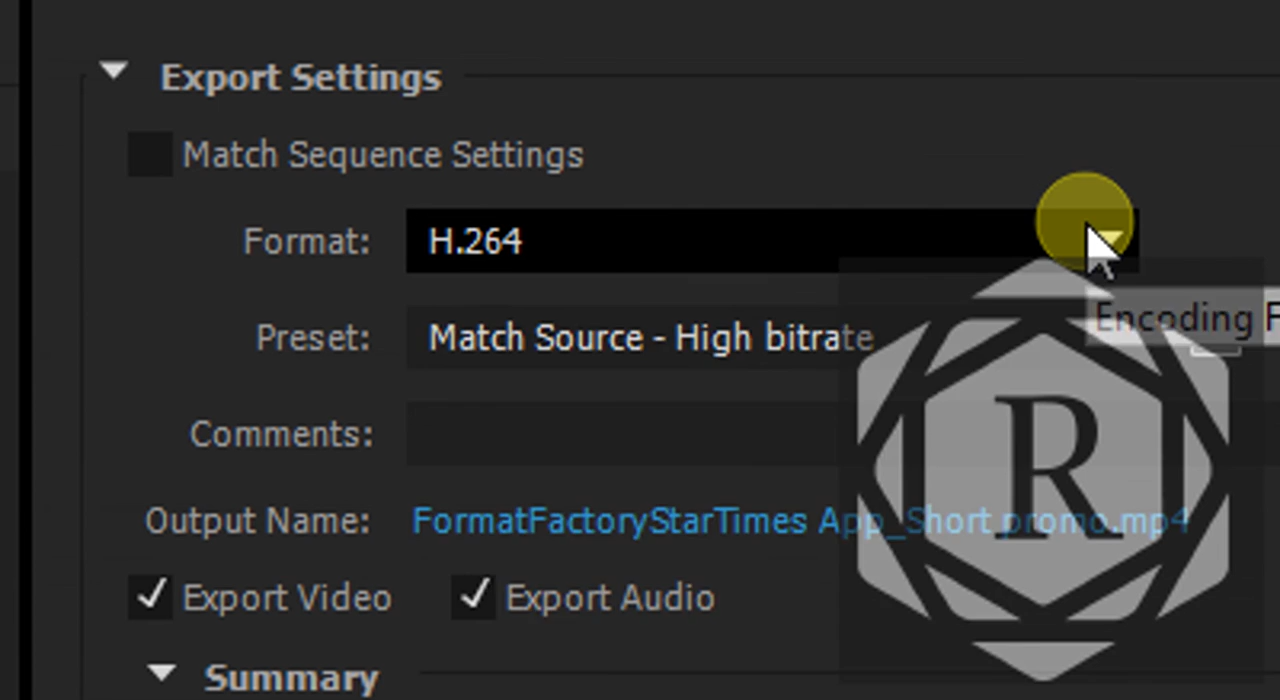 Export Settings
Match Sequence Settings
Format: H.264
Encoding
Preset: Match Source - High bitrate
R
Comments:
Output Name: FormatFactoryStarTimes App_Short promo.mp4
Export Video Export Audio
Summary